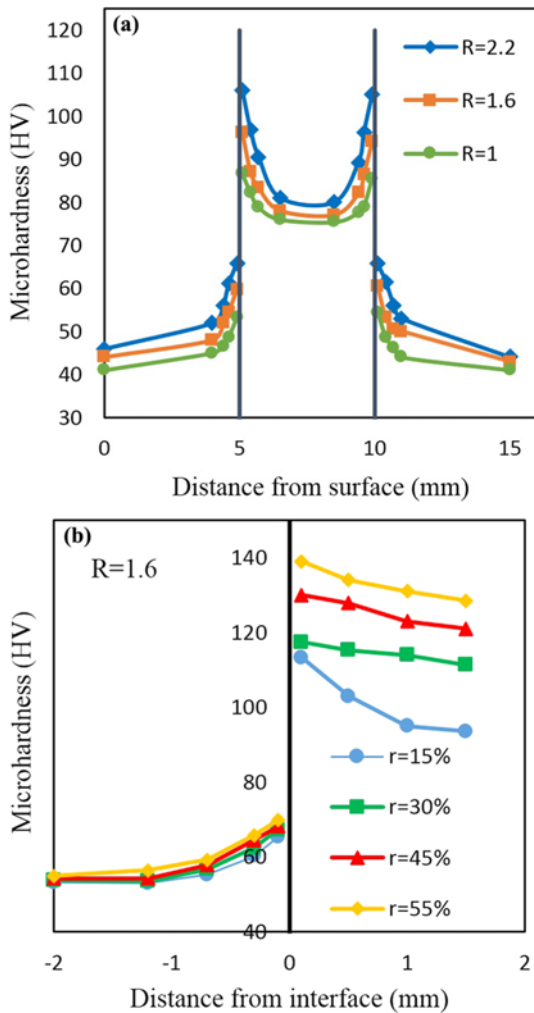 (a)
120
110
100
90
80
70
60
50
40
30
Microhardness (HV)
R=2.2
R=1.6
R=1
0 5 10 15
Distance from surface (mm)
(b)
R=1.6
140
120
100
80
60
40
Microhardness (HV)
r=15%
r=30%
r=45%
r=55%
-2 -1 0 1 2
Distance from interface (mm)